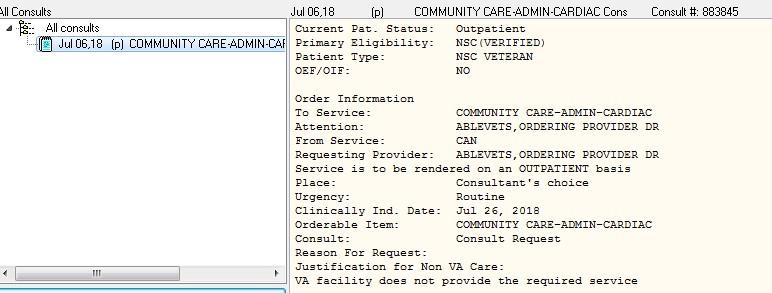 All Consults
All consults
Jul 06,18 (p) COMMUNITY CARE-ADMIN-CAR
Jul 06,18 (p) COMMUNITY CARE-ADMIN-CARDIAC Cons Consult #: 883845
Current Pat. Status: Outpatient
Primary Eligibility: NSC(VERIFIED)
Patient Type: NSC VETERAN
OEF/OIF: NO
Order Information
To Service: COMMUNITY CARE-ADMIN-CARDIAC
Attention: ABLEVETS,ORDERING PROVIDER DR
From Service: CAN
Requesting Provider: ABLEVETS,ORDERING PROVIDER DR
Service is to be rendered on an OUTPATIENT basis
Place: Consultant's choice
Urgency: Routine
Clinically Ind. Date: Jul 26, 2018
Orderable Item: COMMUNITY CARE-ADMIN-CARDIAC
Consult: Consult Request
Reason For Request:
Justification for Non VA Care:
VA facility does not provide the required service